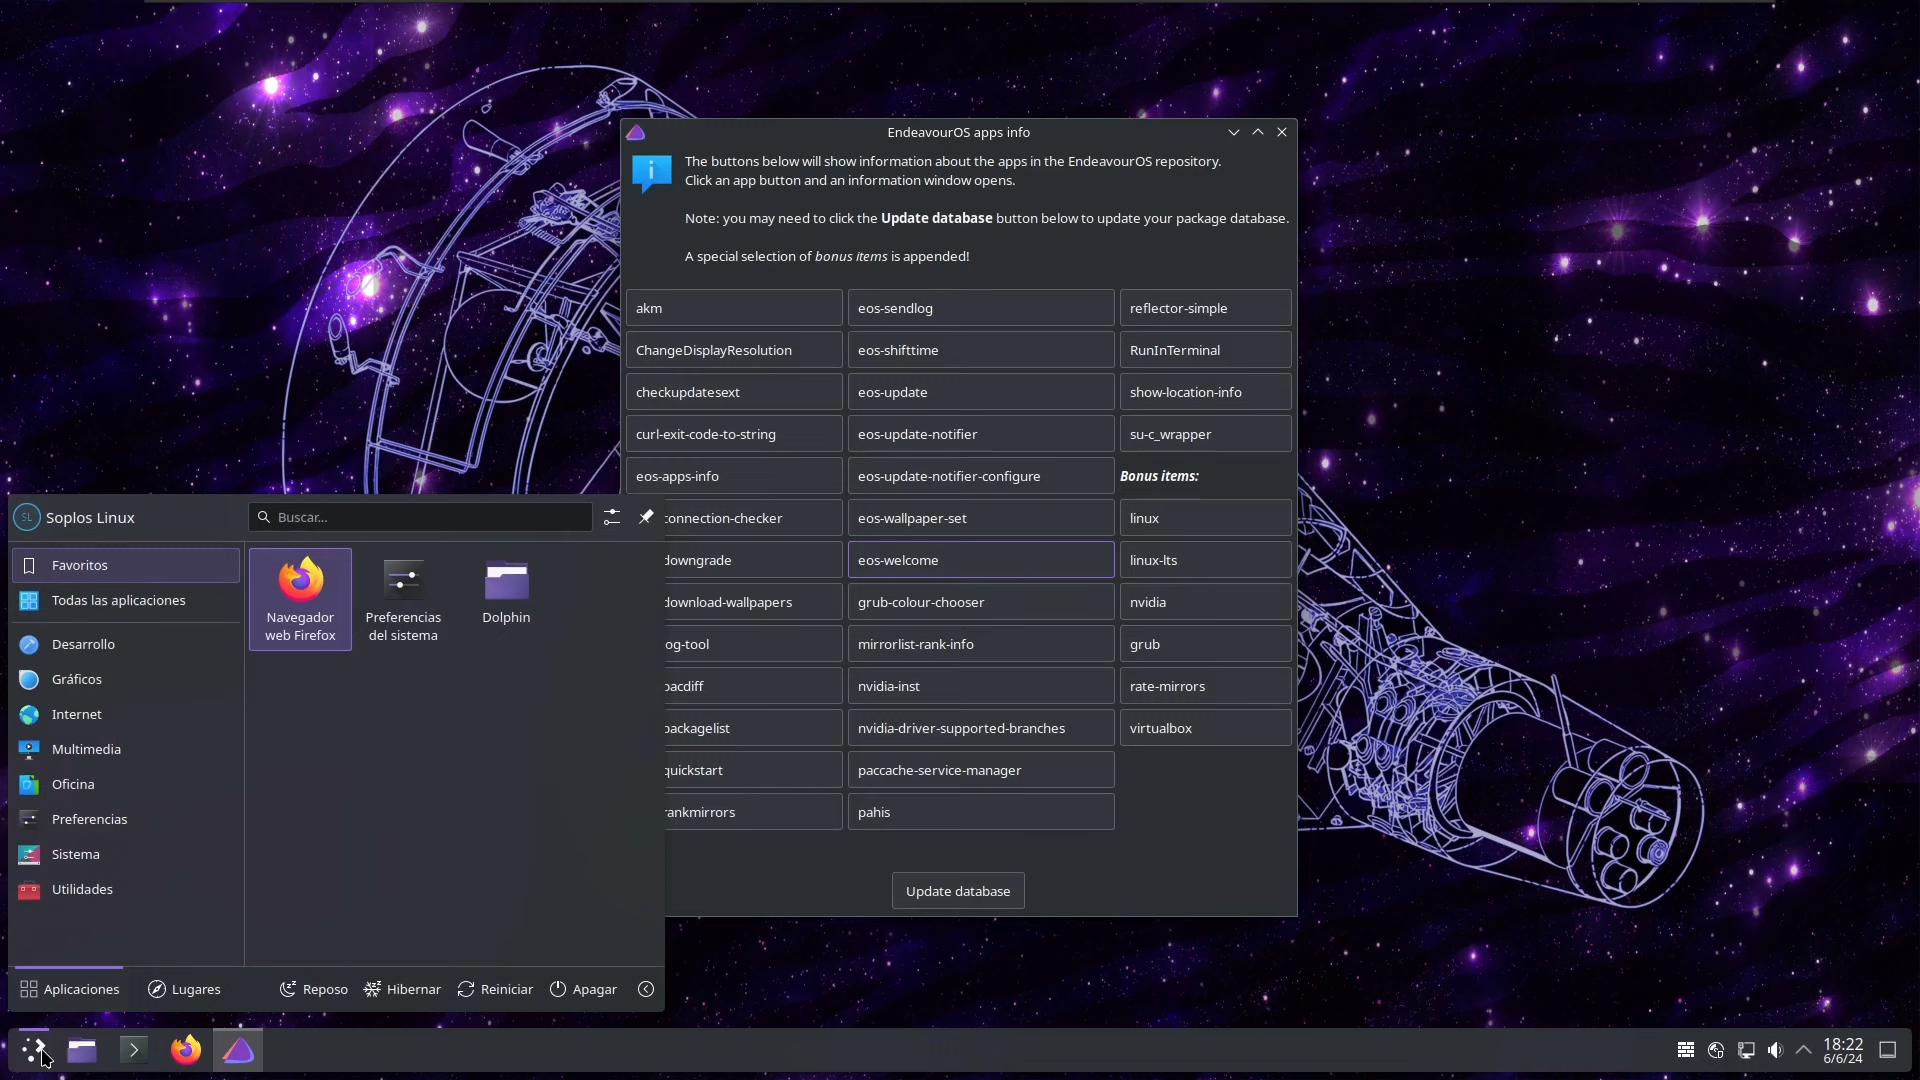 EndeavourOS apps info
The buttons below will show information about the apps in the EndeavourOS repository.
Click an app button and an information window opens.
Note: you may need to click the Update database button below to update your package database.
A special selection of bonus items is appended!
akm
eos-sendlog
reflector-simple
ChangeDisplayResolution
eos-shifttime
RunInTerminal
checkupdatesext
eos-update
show-location-info
curl-exit-code-to-string
eos-update-notifier
su-c_wrapper
eos-apps-info
eos-update-notifier-configure
Bonus items:
connection-checker
eos-wallpaper-set
linux
downgrade
eos-welcome
linux-lts
download-wallpapers
grub-colour-chooser
nvidia
og-tool
mirrorlist-rank-info
grub
pacdiff
nvidia-inst
rate-mirrors
packagelist
nvidia-driver-supported-branches
virtualbox
quickstart
paccache-service-manager
rankmirrors
pahis
Update database
SL
Soplos Linux
Buscar...
Favoritos
Todas las aplicaciones
Desarrollo
Gráficos
Internet
Multimedia
Oficina
Preferencias
Sistema
Utilidades
Navegador
web Firefox
Preferencias
del sistema
Dolphin
Aplicaciones
Lugares
Reposo
Hibernar
Reiniciar
Apagar
18:22
6/6/24